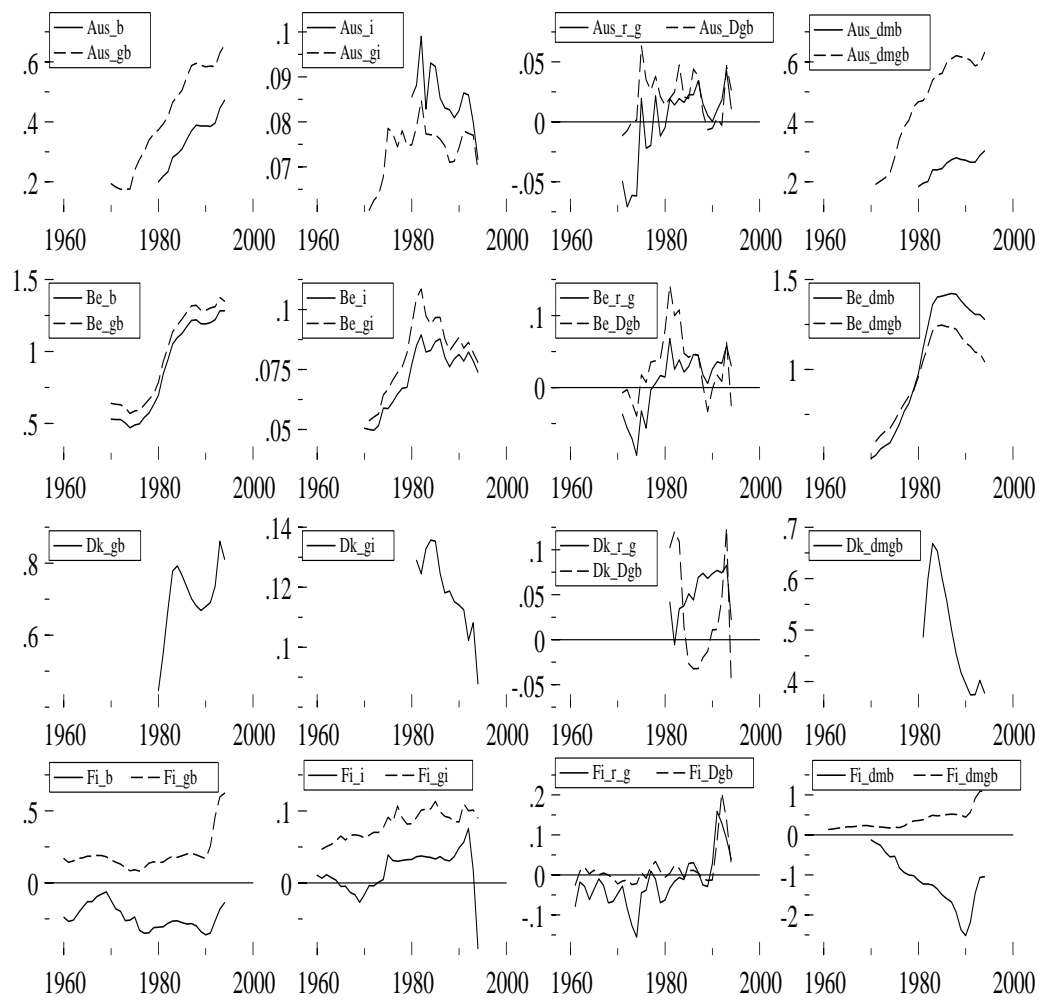 Aus_b
Aus_gb
.6
.4
.2
1960 1980 2000
Aus_i
Aus_gi
.1
.09
.08
.07
1960 1980 2000
Aus_r_g Aus_Dgb
.05
0
-.05
1960 1980 2000
Aus_dmb
Aus_dmgb
.6
.4
.2
1960 1980 2000
Be_b
Be_gb
1.5
1
.5
1960 1980 2000
Be_i
Be_gi
.1
.075
.05
1960 1980 2000
Be_r_g
Be_Dgb
.1
0
1960 1980 2000
Be_dmb
Be_dmgb
1
1960 1980 2000
Dk_gb
.8
.6
1960 1980 2000
Dk_gi
.14
.12
.1
1960 1980 2000
Dk_r_g
Dk_Dgb
.1
.05
0
-.05
1960 1980 2000
Dk_dmgb
.7
.6
.5
.4
1960 1980 2000
Fi_b Fi_gb
.5
0
1960 1980 2000
Fi_i Fi_gi
.1
0
1960 1980 2000
Fi_r_g Fi_Dgb
.2
.1
0
-.1
1960 1980 2000
Fi_dmb Fi_dmgb
1
0
-1
-2
1960 1980 2000